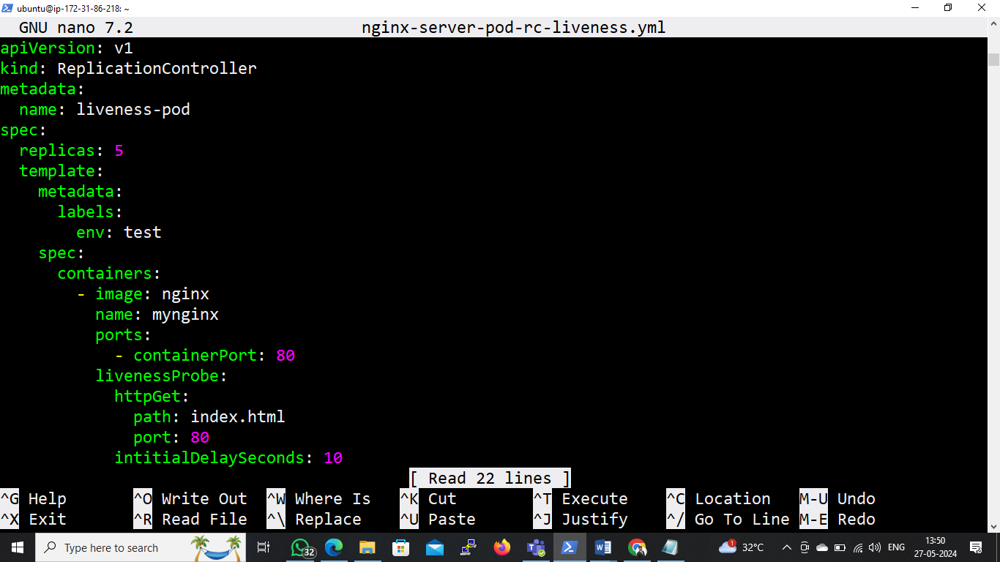 ubuntu@ip-172-31-86-218: ~
GNU nano 7.2 nginx-server-pod-rc-liveness.yml
apiVersion: v1
kind: ReplicationController
metadata:
  name: liveness-pod
spec:
  replicas: 5
  template:
    metadata:
      labels:
        env: test
    spec:
      containers:
        - image: nginx
          name: mynginx
          ports:
            - containerPort: 80
          livenessProbe:
            httpGet:
              path: index.html
              port: 80
            intitialDelaySeconds: 10
[ Read 22 lines ]
^G Help ^O Write Out ^W Where Is ^K Cut ^T Execute ^C Location M-U Undo
^X Exit ^R Read File ^\ Replace ^U Paste ^J Justify ^/ Go To Line M-E Redo
Type here to search 32 1 32°C ENG 13:50
27-05-2024